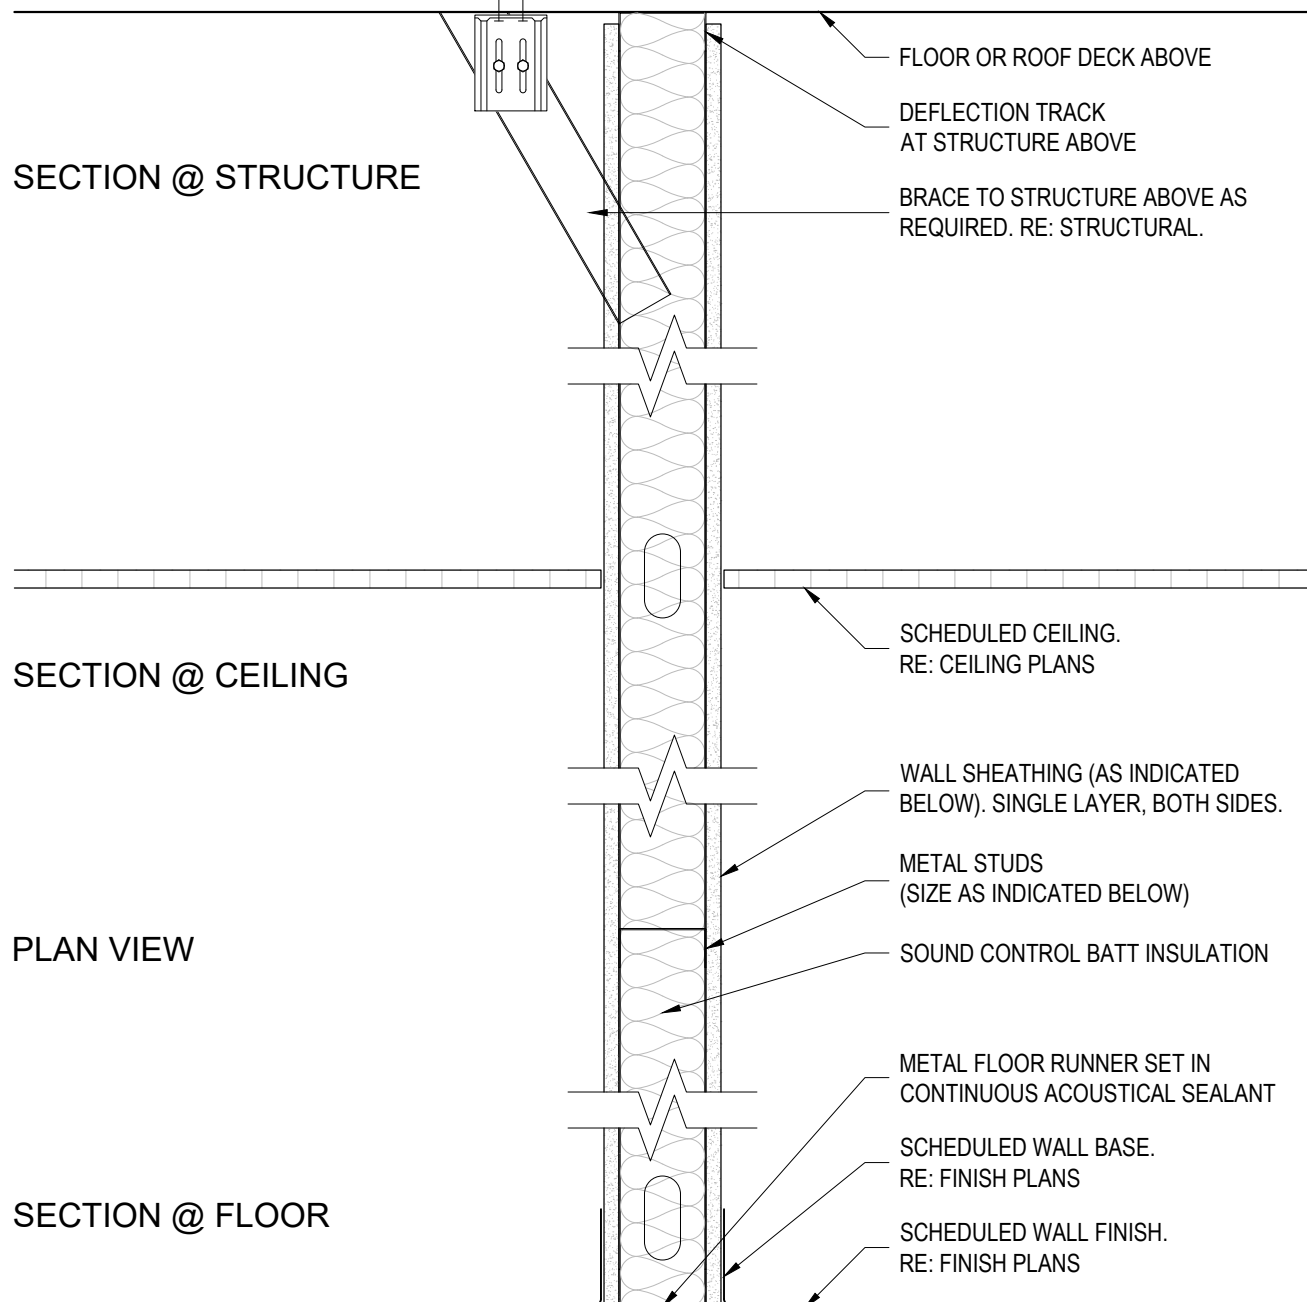 FLOOR OR ROOF DECK ABOVE
DEFLECTION TRACK
AT STRUCTURE ABOVE
SECTION @ STRUCTURE
BRACE TO STRUCTURE ABOVE AS
REQUIRED. RE: STRUCTURAL.
SCHEDULED CEILING.
RE: CEILING PLANS
SECTION @ CEILING
WALL SHEATHING (AS INDICATED
BELOW). SINGLE LAYER, BOTH SIDES.
METAL STUDS
(SIZE AS INDICATED BELOW)
PLAN VIEW
SOUND CONTROL BATT INSULATION
METAL FLOOR RUNNER SET IN
CONTINUOUS ACOUSTICAL SEALANT
SCHEDULED WALL BASE.
RE: FINISH PLANS
SECTION @ FLOOR
SCHEDULED WALL FINISH.
RE: FINISH PLANS